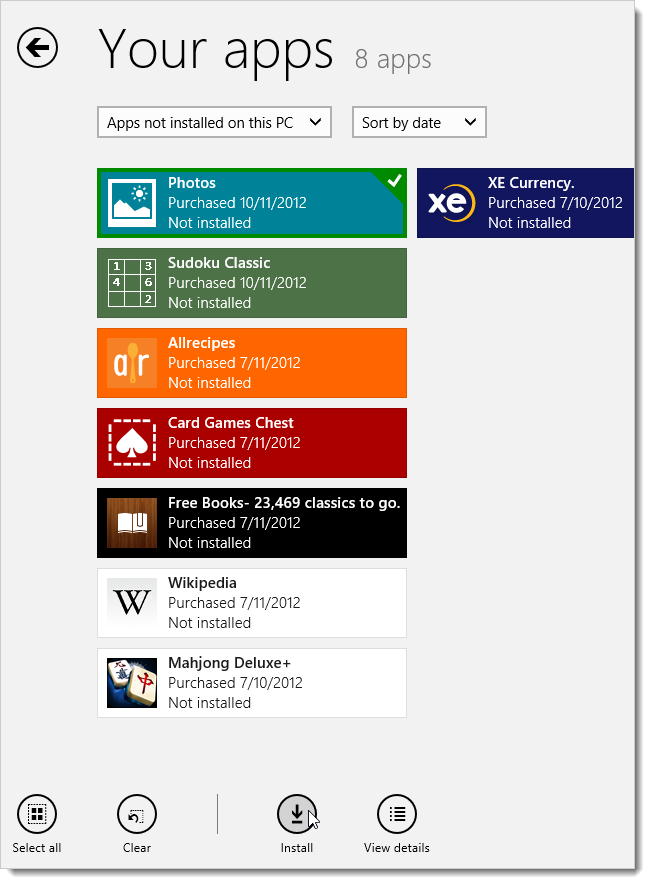 Your apps 8 apps
Apps not installed on this PC
Sort by date
Photos
Purchased 10/11/2012
Not installed
1 3
4 6
2
Sudoku Classic
Purchased 10/11/2012
Not installed
ar
Allrecipes
Purchased 7/11/2012
Not installed
Card Games Chest
Purchased 7/11/2012
Not installed
Free Books- 23,469 classics to go.
Purchased 7/11/2012
Not installed
W
Wikipedia
Purchased 7/11/2012
Not installed
中
Mahjong Deluxe+
Purchased 7/10/2012
Not installed
xe
XE Currency.
Purchased 7/10/2012
Not installed
Select all
Clear
Install
View details